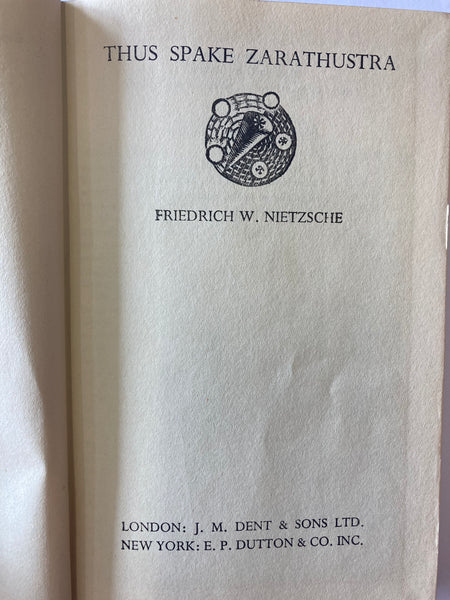 THUS SPAKE ZARATHUSTRA
FRIEDRICH W. NIETZSCHE
LONDON: J. M. DENT & SONS LTD.
NEW YORK: E. P. DUTTON & CO. INC.